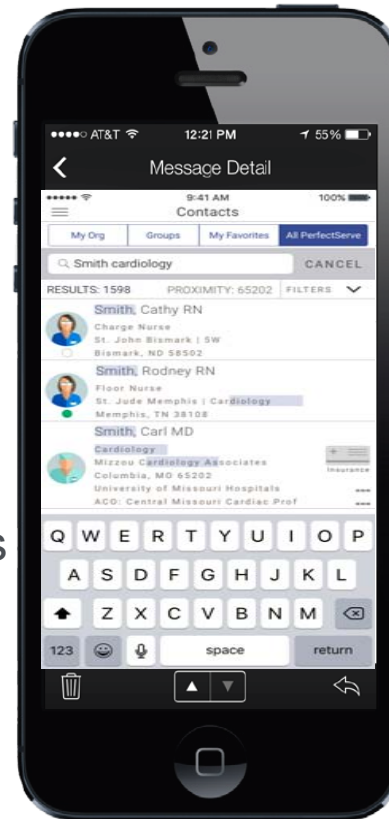 AT&T 12:21 PM 55%
Message Detail
9:41 AM 100%
Contacts
My Org Groups My Favorites All PerfectServe
Smith cardiology CANCEL
RESULTS: 1598 PROXIMITY: 65202 FILTERS
Smith, Cathy RN
Charge Nurse
St. John Bismark | 5W
Bismark, ND 58502
Smith, Rodney RN
Floor Nurse
St. Jude Memphis | Cardiology
Memphis, TN 38108
Smith, Carl MD
Cardiology
Mizzou Cardiology Associates
Insurance
Columbia, MO 65202
University of Missouri Hospitals
ACO: Central Missouri Cardiac Prof
s
Q W E R T Y U I O P
A S D F G H J K L
Z X C V B N M
123 space return